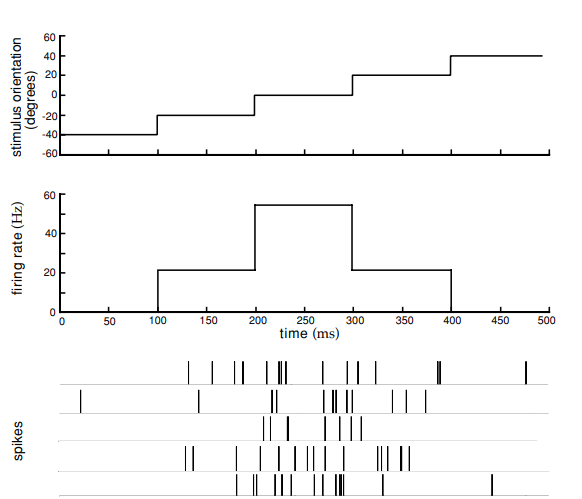 stimulus orientation
(degrees)
60
40
20
0
-20
-40
-60
firing rate (Hz)
60
40
20
0
0 50 100 150 200 250 300 350 400 450 500
time (ms)
spikes